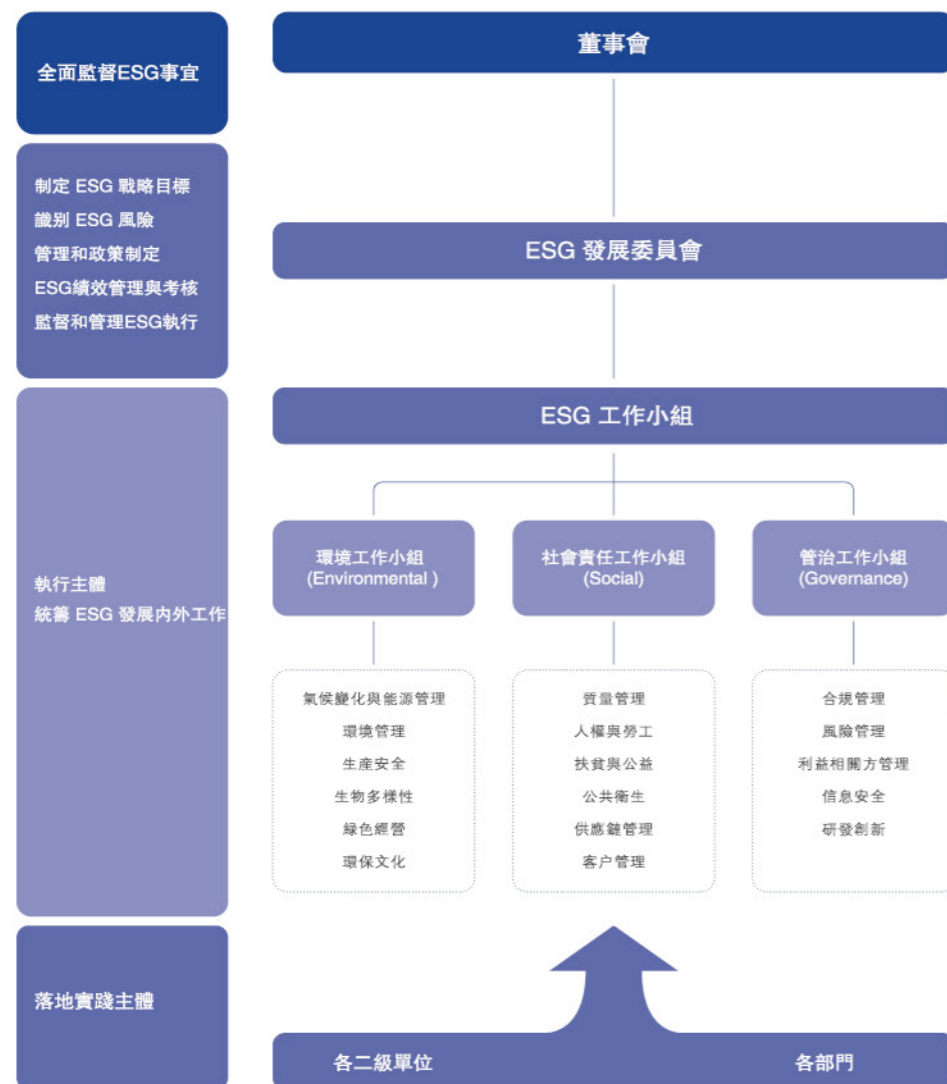 全面監督ESG事宜
董事會
制定 ESG 戰略目標
識別 ESG 風險
管理和政策制定
ESG績效管理與考核
監督和管理ESG執行
ESG 發展委員會
執行主體
統籌 ESG 發展内外工作
ESG 工作小組
環境工作小組
(Environmental )
社會責任工作小組
(Social)
管治工作小組
(Governance)
氣候變化與能源管理
環境管理
生産安全
生物多樣性
緑色經營
環保文化
質量管理
人權與勞工
扶貧與公益
公共衛生
供應鏈管理
客户管理
合規管理
風險管理
利益相關方管理
信息安全
研發創新
落地實踐主體
各二級單位
各部門